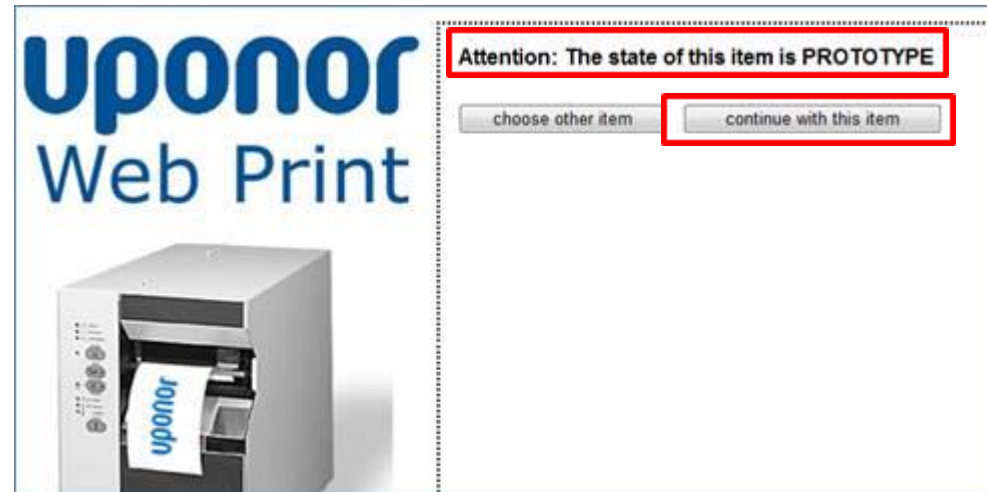 uponor
Web Print
Attention: The state of this item is PROTOTYPE
choose other item
continue with this item
uponor